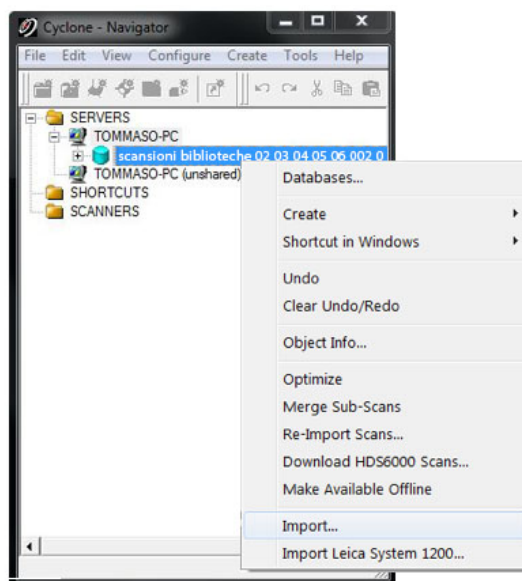 Cyclone - Navigator
File Edit View Configure Create Tools Help
SERVERS
TOMMASO-PC
scansioni biblioteche 02 03 04 05 06 002 0
TOMMASO-PC (unshared)
SHORTCUTS
SCANNERS
Databases...
Create
Shortcut in Windows
Undo
Clear Undo/Redo
Object Info...
Optimize
Merge Sub-Scans
Re-Import Scans...
Download HDS6000 Scans...
Make Available Offline
Import...
Import Leica System 1200...